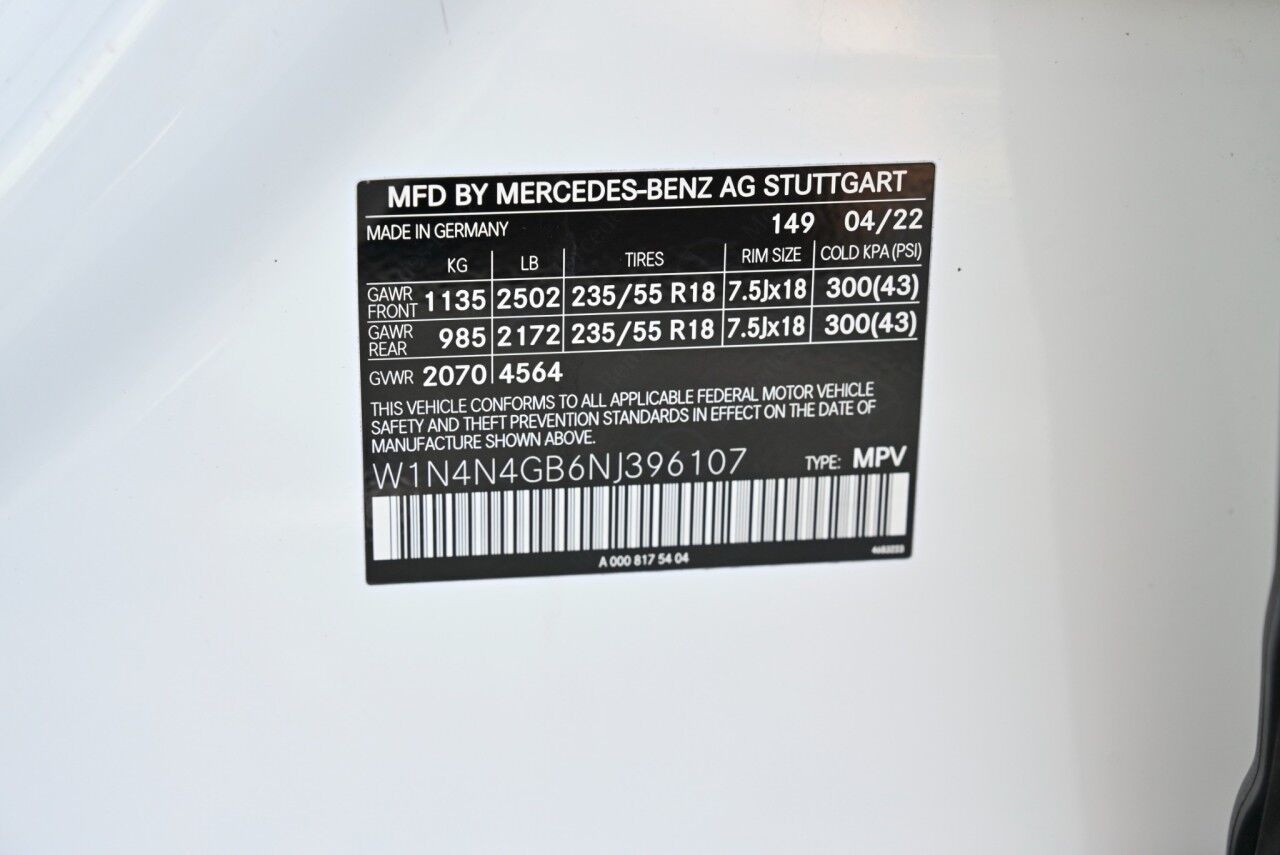 MFD BY MERCEDES-BENZ AG STUTTGART
MADE IN GERMANY 149 04/22
KG LB TIRES RIM SIZE COLD KPA (PSI)
GAWR FRONT 1135 2502 235/55 R18 7.5Jx18 300(43)
GAWR REAR 985 2172 235/55 R18 7.5Jx18 300(43)
GVWR 2070 4564
THIS VEHICLE CONFORMS TO ALL APPLICABLE FEDERAL MOTOR VEHICLE
SAFETY AND THEFT PREVENTION STANDARDS IN EFFECT ON THE DATE OF
MANUFACTURE SHOWN ABOVE.
W1N4N4GB6NJ396107 TYPE: MPV
A 000 817 54 04